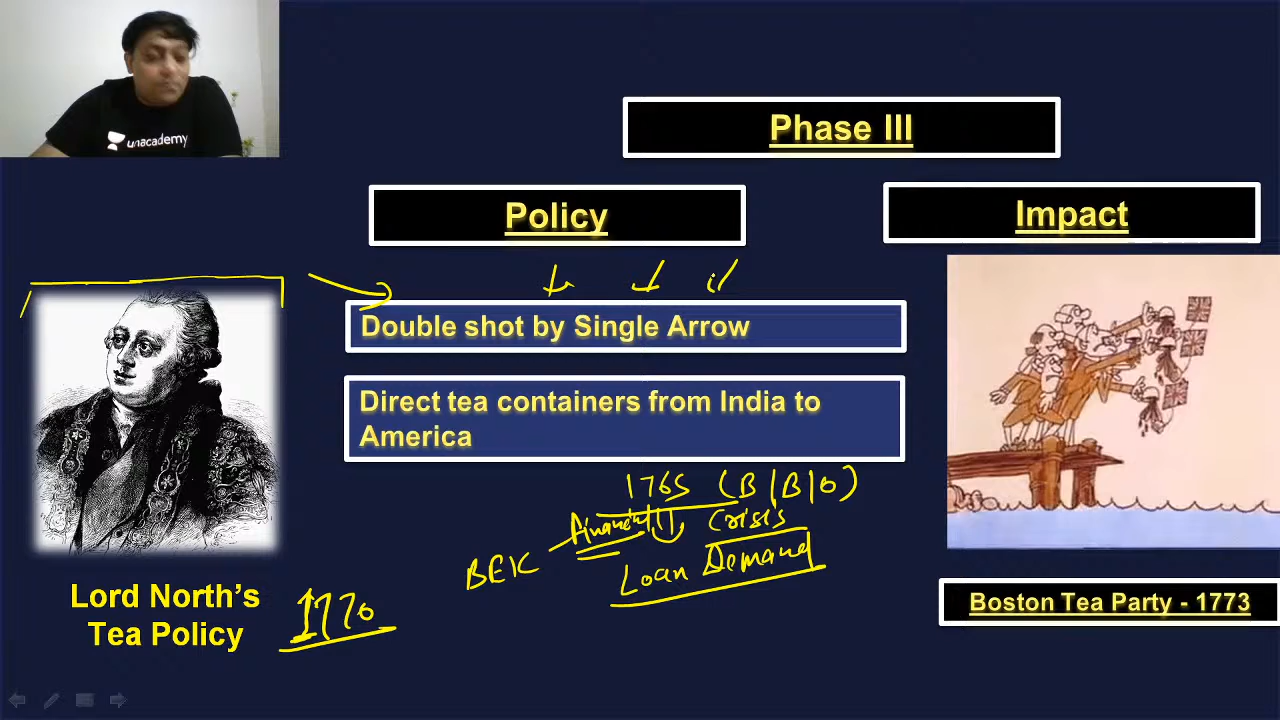 unacademy
Phase III
Policy
Impact
Double shot by Single Arrow
Direct tea containers from India to
America
1765 (B/B/O)
BEIC Financial Crisis
Loan Demand
Lord North's
Tea Policy
1770
Boston Tea Party - 1773